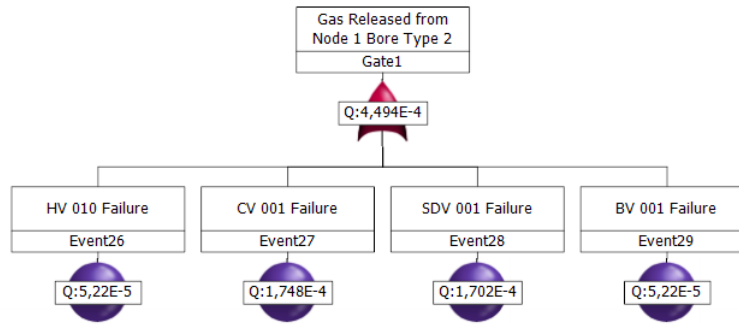 Gas Released from
Node 1 Bore Type 2
Gate1
Q:4,494E-4
HV 010 Failure
CV 001 Failure
SDV 001 Failure
BV 001 Failure
Event26
Event27
Event28
Event29
Q:5,22E-5
Q:1,748E-4
Q:1,702E-4
Q:5,22E-5